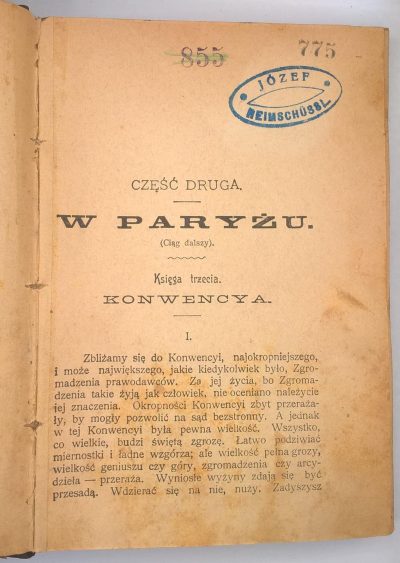 855
775
JÓZEF
REIMSCHÜSSL
CZĘŚĆ DRUGA.
W PARYŻU.
(Ciąg dalszy).
Księga trzecia.
KONWENCYA.
I.
Zbliżamy się do Konwencyi, najokropniejszego,
i może największego, jakie kiedykolwiek było, Zgro-
madzenia prawodawców. Za jej życia, bo Zgroma-
dzenia takie żyją jak człowiek, nie oceniano należycie
jej znaczenia. Okropności Konwencyi zbyt przeraża-
ły, by mogły pozwolić na sąd bezstronny. A jednak
w tej Konwencyi była pewna wielkość. Wszystko,
co wielkie, budzi świętą zgrozę. Łatwo podziwiać
miernostki i ładne wzgórza; ale wielkość pełna grozy,
wielkość geniuszu czy góry, zgromadzenia czy arcy-
dzieła — przeraża. Wyniosłe wyżyny zdają się być
przesadą. Wdzierać się na nie, nuży. Zadyszysz